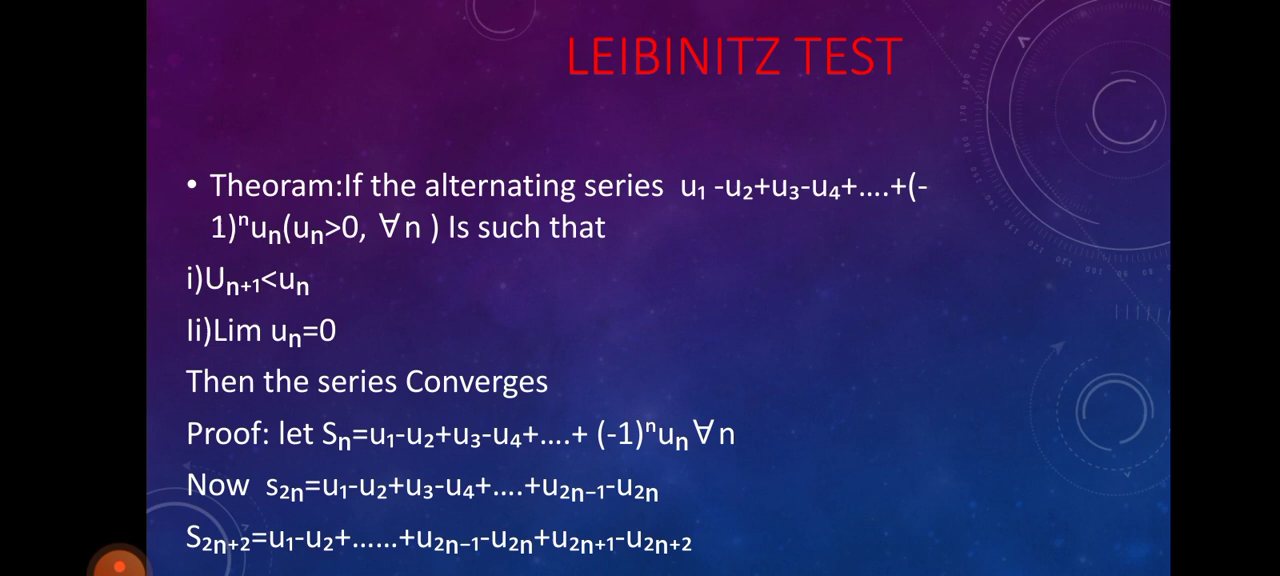 LEIBINITZ TEST
• Theoram:If the alternating series u₁ -u₂+u₃-u₄+....+(-
1)ⁿuₙ(uₙ>0, ∀n ) Is such that
i)Uₙ₊₁<uₙ
Ii)Lim uₙ=0
Then the series Converges
Proof: let Sₙ=u₁-u₂+u₃-u₄+....+ (-1)ⁿuₙ∀n
Now s₂ₙ=u₁-u₂+u₃-u₄+....+u₂ₙ₋₁-u₂ₙ
S₂ₙ₊₂=u₁-u₂+......+u₂ₙ₋₁-u₂ₙ+u₂ₙ₊₁-u₂ₙ₊₂